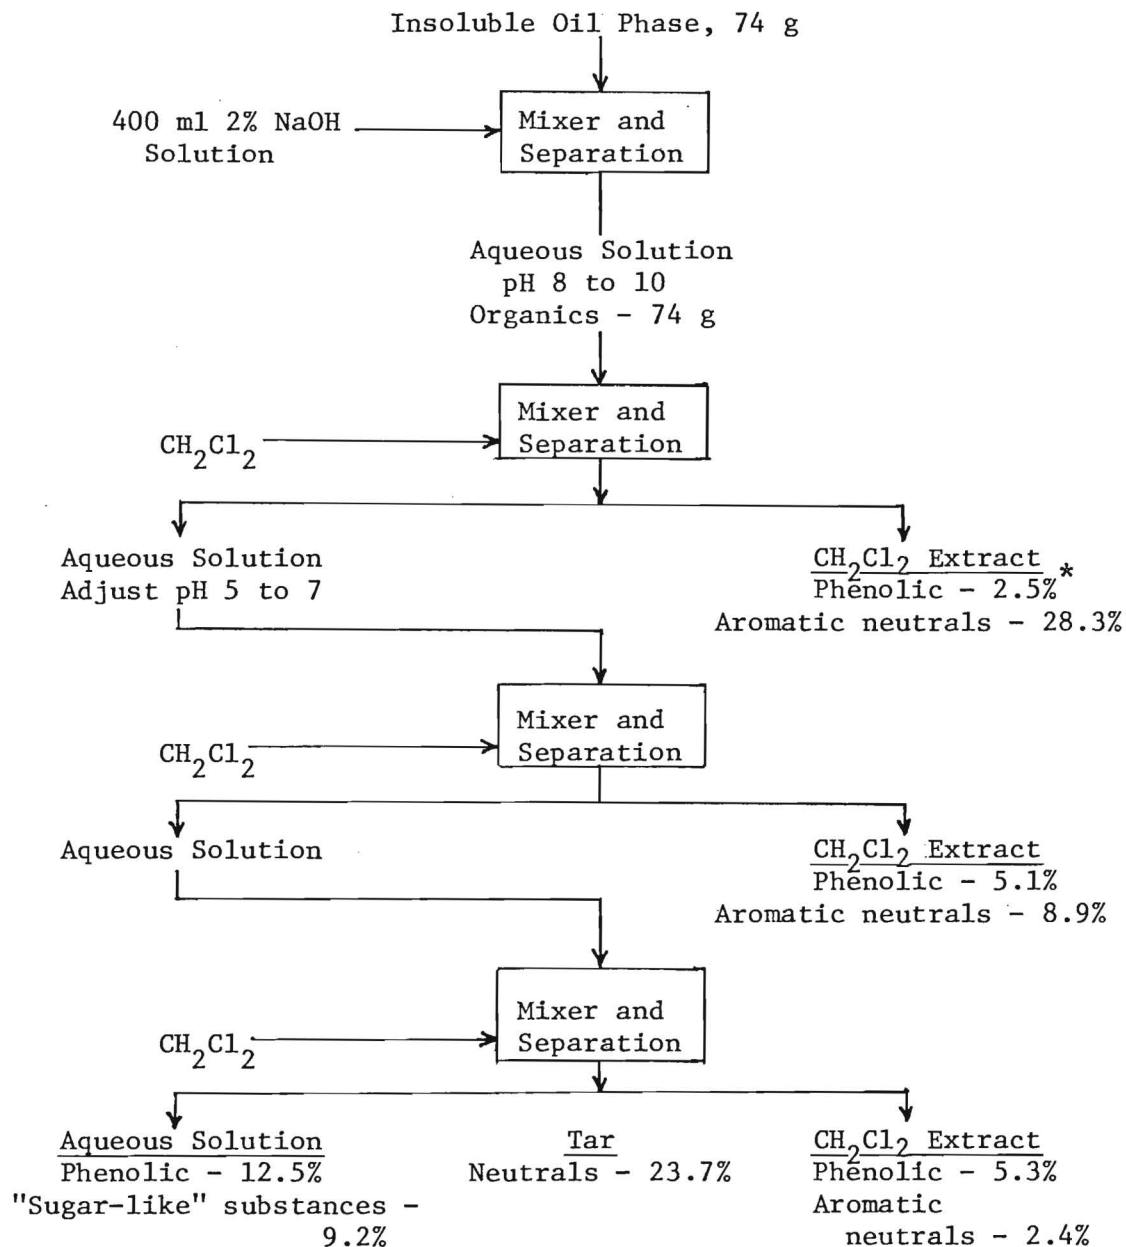 Insoluble Oil Phase, 74 g
400 ml 2% NaOH
Solution
Mixer and
Separation
Aqueous Solution
pH 8 to 10
Organics - 74 g
CH2Cl2
Mixer and
Separation
Aqueous Solution
Adjust pH 5 to 7
CH2Cl2 Extract
Phenolic - 2.5%*
Aromatic neutrals - 28.3%
CH2Cl2
Mixer and
Separation
Aqueous Solution
CH2Cl2 Extract
Phenolic - 5.1%
Aromatic neutrals - 8.9%
CH2Cl2
Mixer and
Separation
Aqueous Solution
Phenolic - 12.5%
"Sugar-like" substances -
9.2%
Tar
Neutrals - 23.7%
CH2Cl2 Extract
Phenolic - 5.3%
Aromatic
neutrals - 2.4%